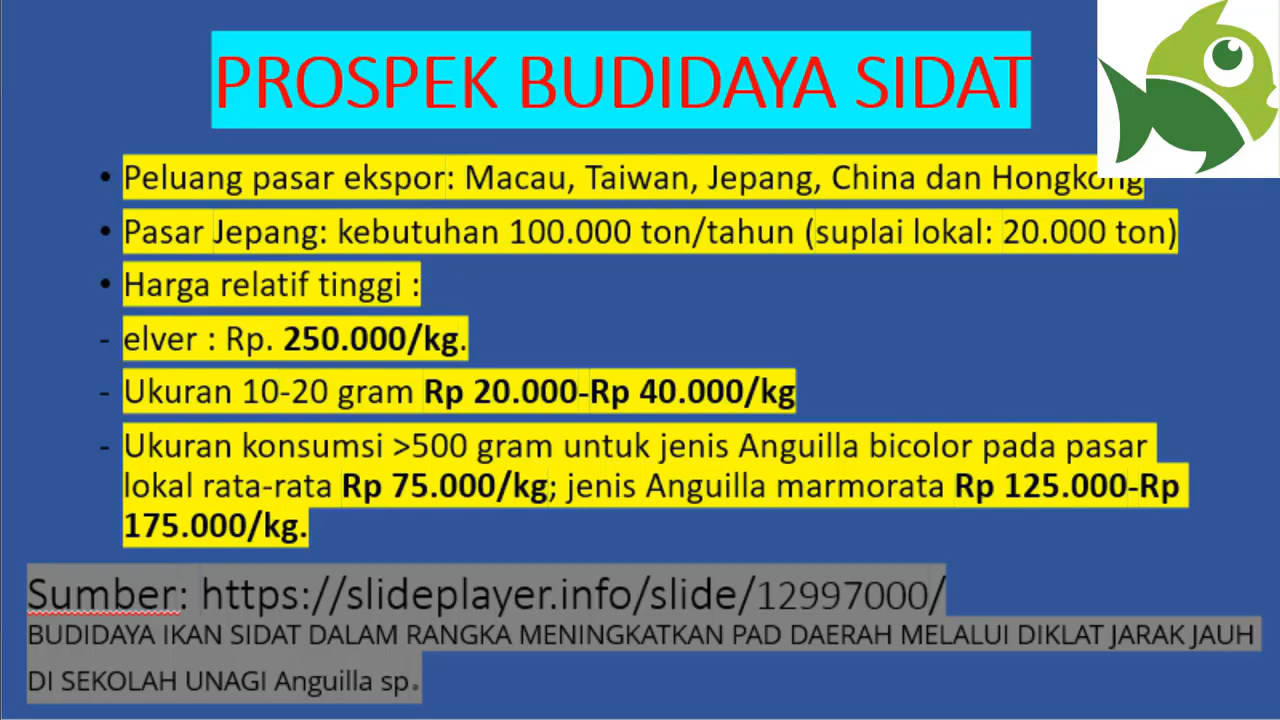 PROSPEK BUDIDAYA SIDAT
• Peluang pasar ekspor: Macau, Taiwan, Jepang, China dan Hongkong
• Pasar Jepang: kebutuhan 100.000 ton/tahun (suplai lokal: 20.000 ton)
• Harga relatif tinggi :
- elver : Rp. 250.000/kg.
- Ukuran 10-20 gram Rp 20.000-Rp 40.000/kg
- Ukuran konsumsi >500 gram untuk jenis Anguilla bicolor pada pasar
lokal rata-rata Rp 75.000/kg; jenis Anguilla marmorata Rp 125.000-Rp
175.000/kg.
Sumber: https://slideplayer.info/slide/12997000/
BUDIDAYA IKAN SIDAT DALAM RANGKA MENINGKATKAN PAD DAERAH MELALUI DIKLAT JARAK JAUH
DI SEKOLAH UNAGI Anguilla sp.